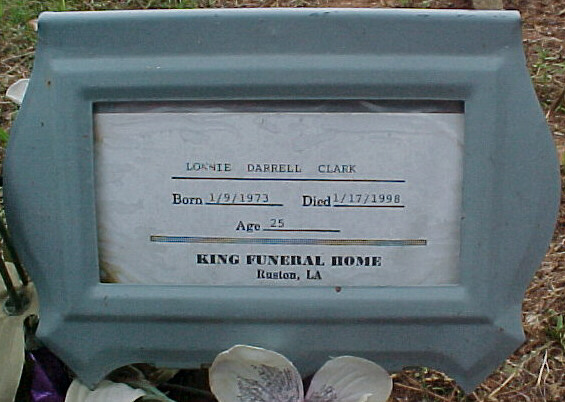 LONNIE DARRELL CLARK
Born 1/9/1973 Died 1/17/1998
Age 25
KING FUNERAL HOME
Ruston, LA